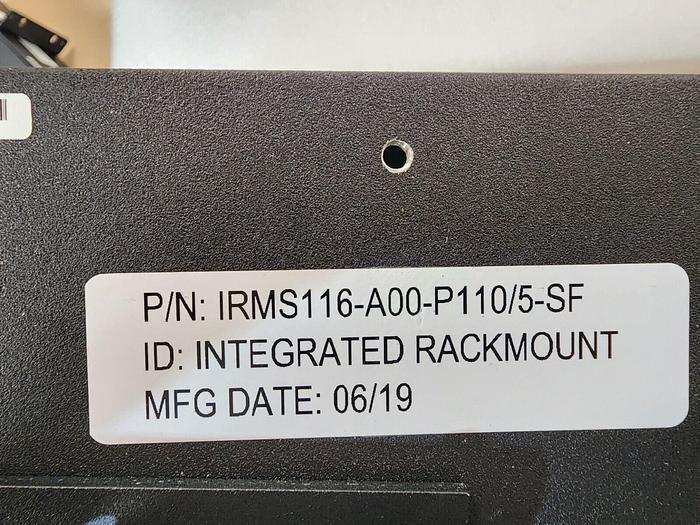 P/N: IRMS116-A00-P110/5-SF
ID: INTEGRATED RACKMOUNT
MFG DATE: 06/19